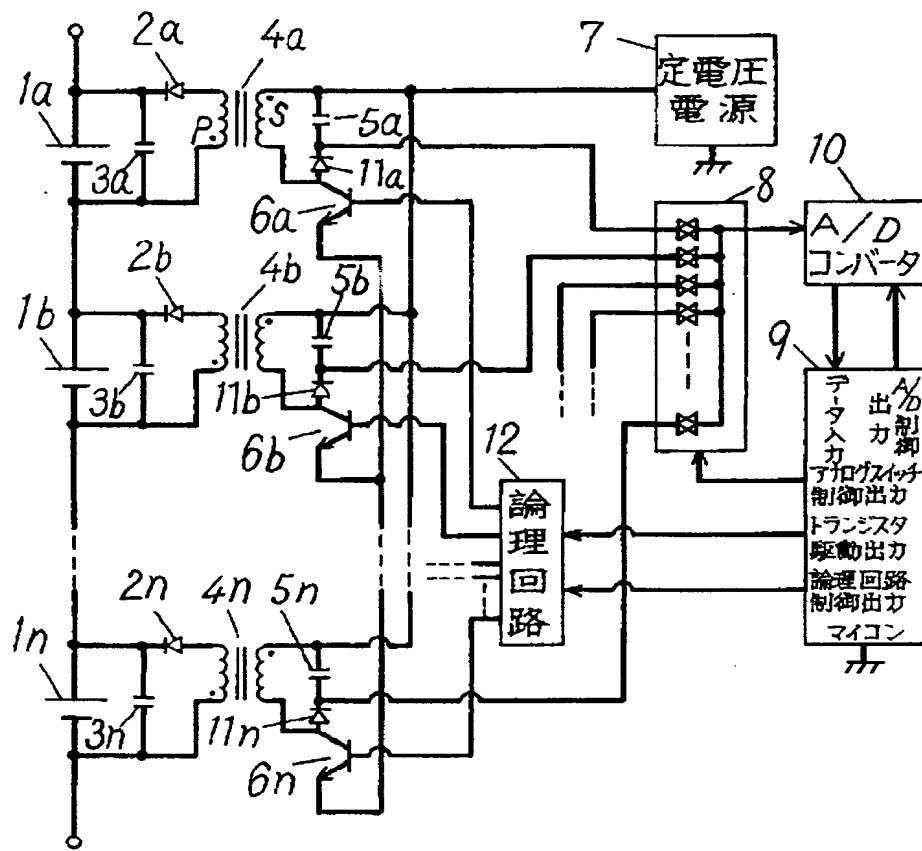 2a
4a
7
定電圧
電源
1a
P
S
5a
3a
11a
6a
8
10
A/D
コンバータ
2b
4b
5b
1b
3b
11b
6b
9
データ入力
A/D制御
出力
アナログスイッチ
制御出力
トランジスタ
駆動出力
論理回路
制御出力
マイコン
12
論理回路
2n
4n
5n
1n
3n
11n
6n